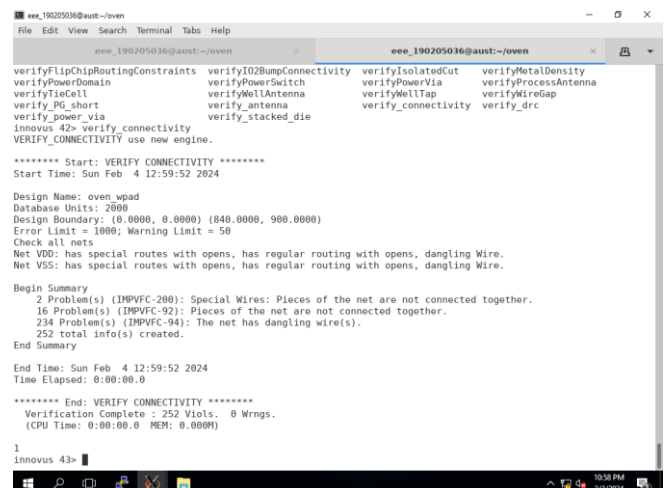 eee_190205036@aust:~/oven
File Edit View Search Terminal Tabs Help
eee_190205036@aust:~/oven × eee_190205036@aust:~/oven ×
verifyFlipChipRoutingConstraints verifyIO2BumpConnectivity verifyIsolatedCut verifyMetalDensity
verifyPowerDomain verifyPowerSwitch verifyPowerVia verifyProcessAntenna
verifyTieCell verifyWellAntenna verifyWellTap verifyWireGap
verify_PG_short verify_antenna verify_connectivity verify_drc
verify_power_via verify_stacked_die
innovus 42> verify_connectivity
VERIFY_CONNECTIVITY use new engine.
******** Start: VERIFY CONNECTIVITY ********
Start Time: Sun Feb 4 12:59:52 2024
Design Name: oven_wpad
Database Units: 2000
Design Boundary: (0.0000, 0.0000) (840.0000, 900.0000)
Error Limit = 1000; Warning Limit = 50
Check all nets
Net VDD: has special routes with opens, has regular routing with opens, dangling Wire.
Net VSS: has special routes with opens, has regular routing with opens, dangling Wire.
Begin Summary
2 Problem(s) (IMPVFC-200): Special Wires: Pieces of the net are not connected together.
16 Problem(s) (IMPVFC-92): Pieces of the net are not connected together.
234 Problem(s) (IMPVFC-94): The net has dangling wire(s).
252 total info(s) created.
End Summary
End Time: Sun Feb 4 12:59:52 2024
Time Elapsed: 0:00:00.0
******** End: VERIFY CONNECTIVITY ********
Verification Complete : 252 Viols. 0 Wrngs.
(CPU Time: 0:00:00.0 MEM: 0.000M)
1
innovus 43>
10:58 PM